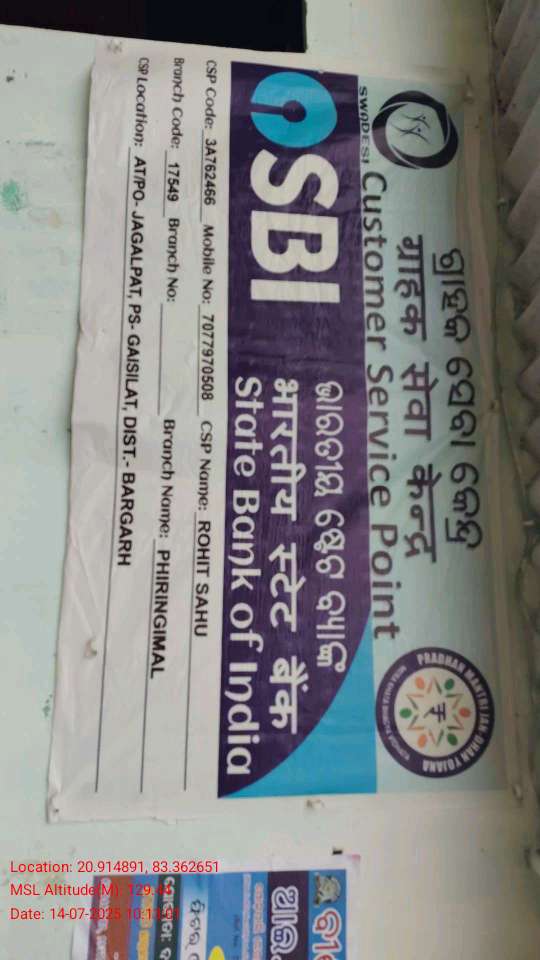 ଗ୍ରାହକ ସେବା କେନ୍ଦ୍ର
ग्राहक सेवा केन्द्र
SWADESI
Customer Service Point
PRADHAN MANTRI JAN-DHAN YOJANA
ଭାରତୀୟ ଷ୍ଟେଟ ବ୍ୟାଙ୍କ
भारतीय स्टेट बैंक
SBI State Bank of India
CSP Code: 3A762466 Mobile No: 7077970508 CSP Name: ROHIT SAHU
Branch Code: 17549 Branch No: Branch Name: PHIRINGIMAL
CSP Location: AT/PO- JAGALPAT, PS- GAISILAT, DIST.- BARGARH
Location: 20.914891, 83.362651
MSL Altitude(M): 129.44
Date: 14-07-2025 10:13:01